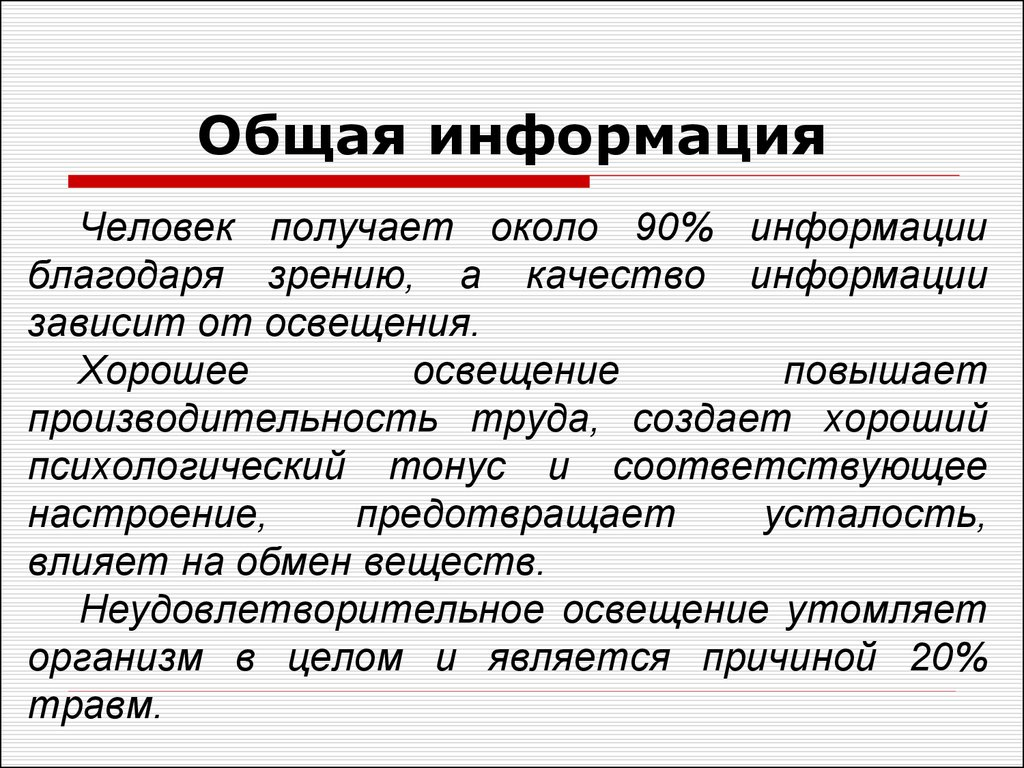 Общая информация
Человек получает около 90% информации
благодаря зрению, а качество информации
зависит от освещения.
Хорошее освещение повышает
производительность труда, создает хороший
психологический тонус и соответствующее
настроение, предотвращает усталость,
влияет на обмен веществ.
Неудовлетворительное освещение утомляет
организм в целом и является причиной 20%
травм.